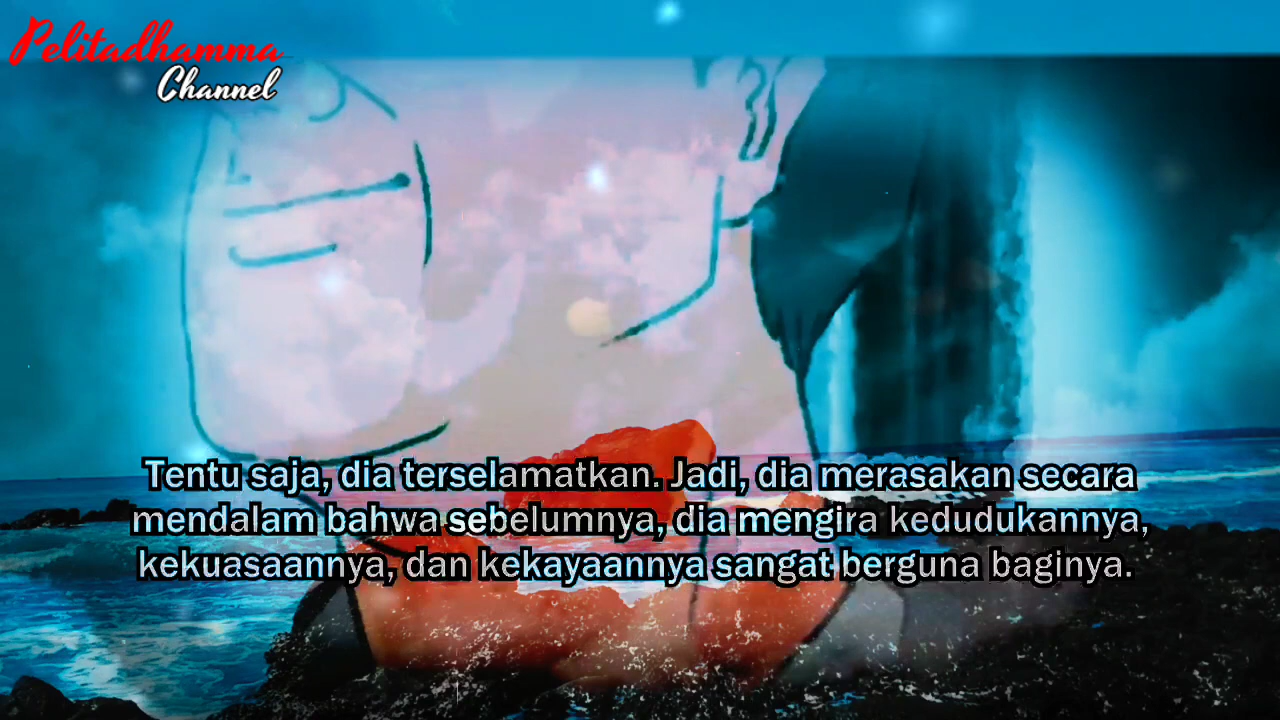 Pelitadhamma
Channel
Tentu saja, dia terselamatkan. Jadi, dia merasakan secara
mendalam bahwa sebelumnya, dia mengira kedudukannya,
kekuasaannya, dan kekayaannya sangat berguna baginya.